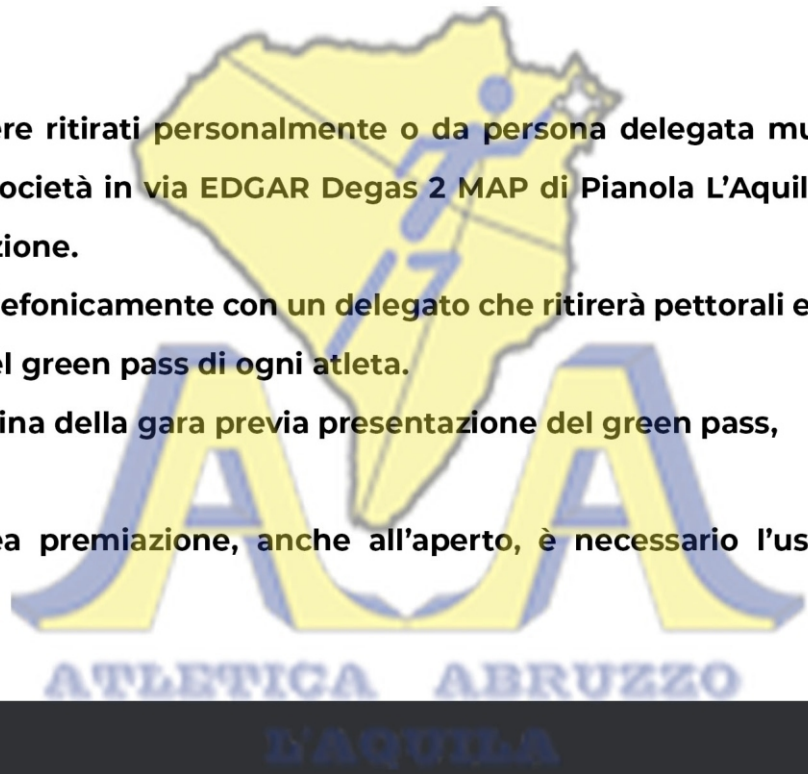 ere ritirati personalmente o da persona delegata mu
ocietà in via EDGAR Degas 2 MAP di Pianola L’Aquil
zione.
efonicamente con un delegato che ritirerà pettorali e
el green pass di ogni atleta.
ina della gara previa presentazione del green pass,
ea premiazione, anche all’aperto, è necessario l’us
AA
ATLETICA ABRUZZO
L'AQUILA